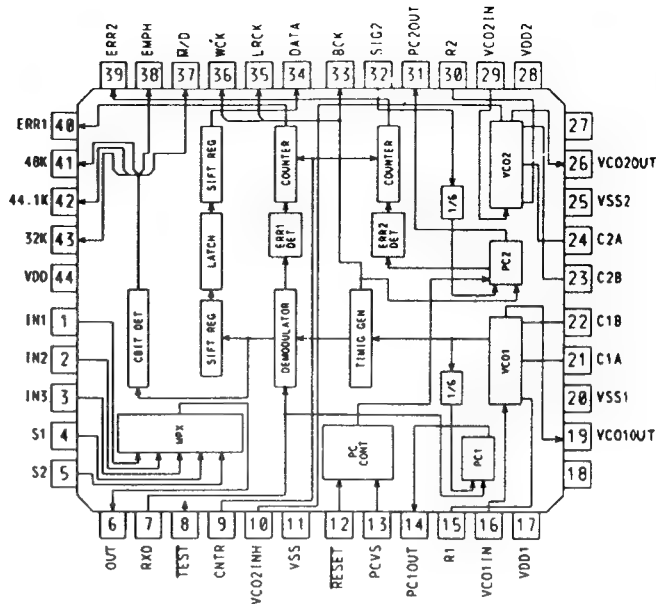 ERR2
EMPH
M/D
WCK
LRCK
DATA
BCK
SIG2
PC2OUT
R2
VCO2IN
VDD2
39
38
37
36
35
34
33
32
31
30
29
28
ERR1
40
48K
41
44.1K
42
32K
43
VDD
44
IN1
1
IN2
2
IN3
3
S1
4
S2
5
27
26
VCO2OUT
25
VSS2
24
C2A
23
C2B
22
C1B
21
C1A
20
VSS1
19
VCO1OUT
18
SIFT REG
COUNTER
COUNTER
VCO2
1/6
LATCH
ERR1 DET
ERR2 DET
PC2
CBIT DET
SIFT REG
DEMODULATOR
TIMIG GEN
VCO1
1/6
MPX
PC CONT
PC1
6
7
8
9
10
11
12
13
14
15
16
17
OUT
RXD
TEST
CNTR
VCO2INH
VSS
RESET
PCVS
PC1OUT
R1
VCO1IN
VDD1